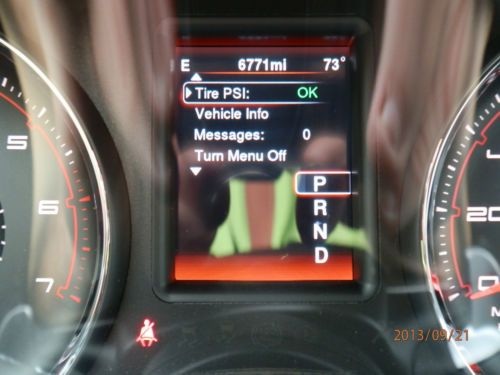 E 6771mi 73°
Tire PSI: OK
Vehicle Info
Messages: 0
Turn Menu Off
P
R
N
D
5
6
7
20
0
M
2013/09/21